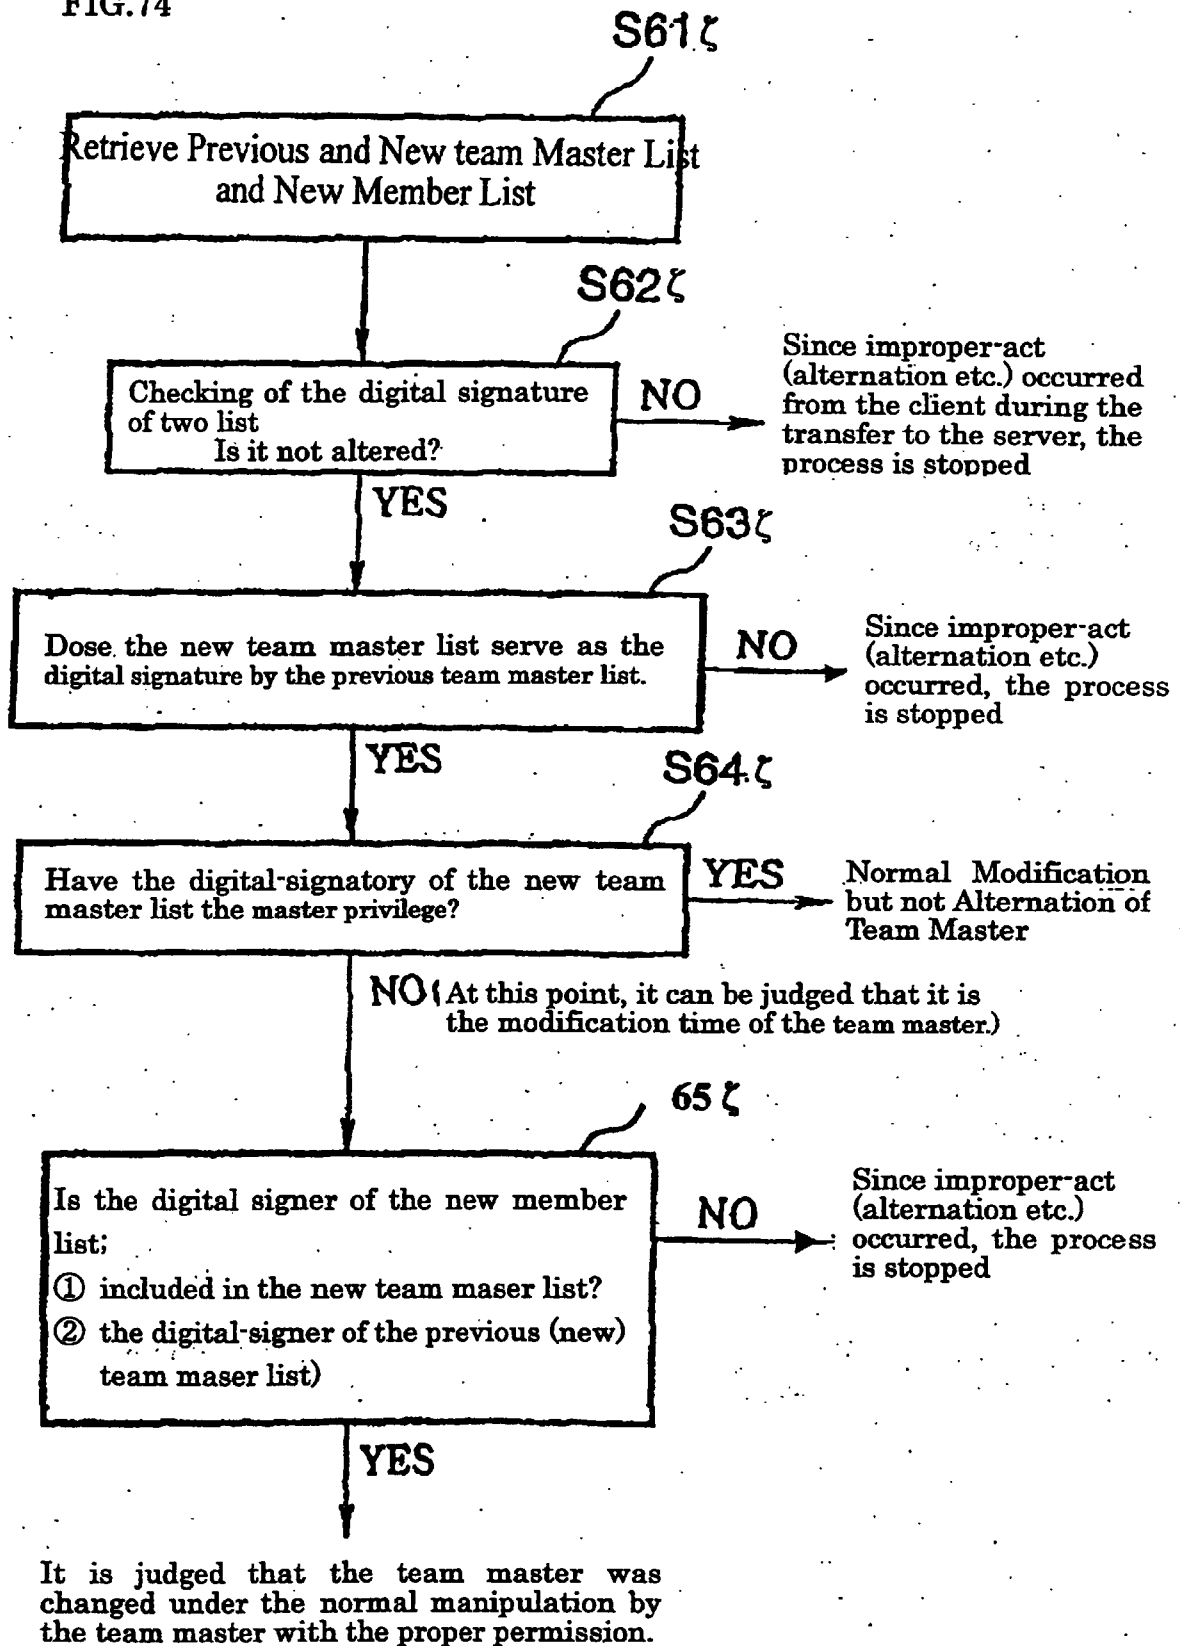 FIG.74
S61ζ
Retrieve Previous and New team Master List
and New Member List
S62ζ
Checking of the digital signature
of two list
Is it not altered?
NO
Since improper-act
(alternation etc.) occurred
from the client during the
transfer to the server, the
process is stopped
YES
S63ζ
Dose the new team master list serve as the
digital signature by the previous team master list.
NO
Since improper-act
(alternation etc.)
occurred, the process
is stopped
YES
S64ζ
Have the digital-signatory of the new team
master list the master privilege?
YES
Normal Modification
but not Alternation of
Team Master
NO (At this point, it can be judged that it is
the modification time of the team master.)
65ζ
Is the digital signer of the new member
list;
① included in the new team maser list?
② the digital-signer of the previous (new)
team maser list)
NO
Since improper-act
(alternation etc.)
occurred, the process
is stopped
YES
It is judged that the team master was
changed under the normal manipulation by
the team master with the proper permission.